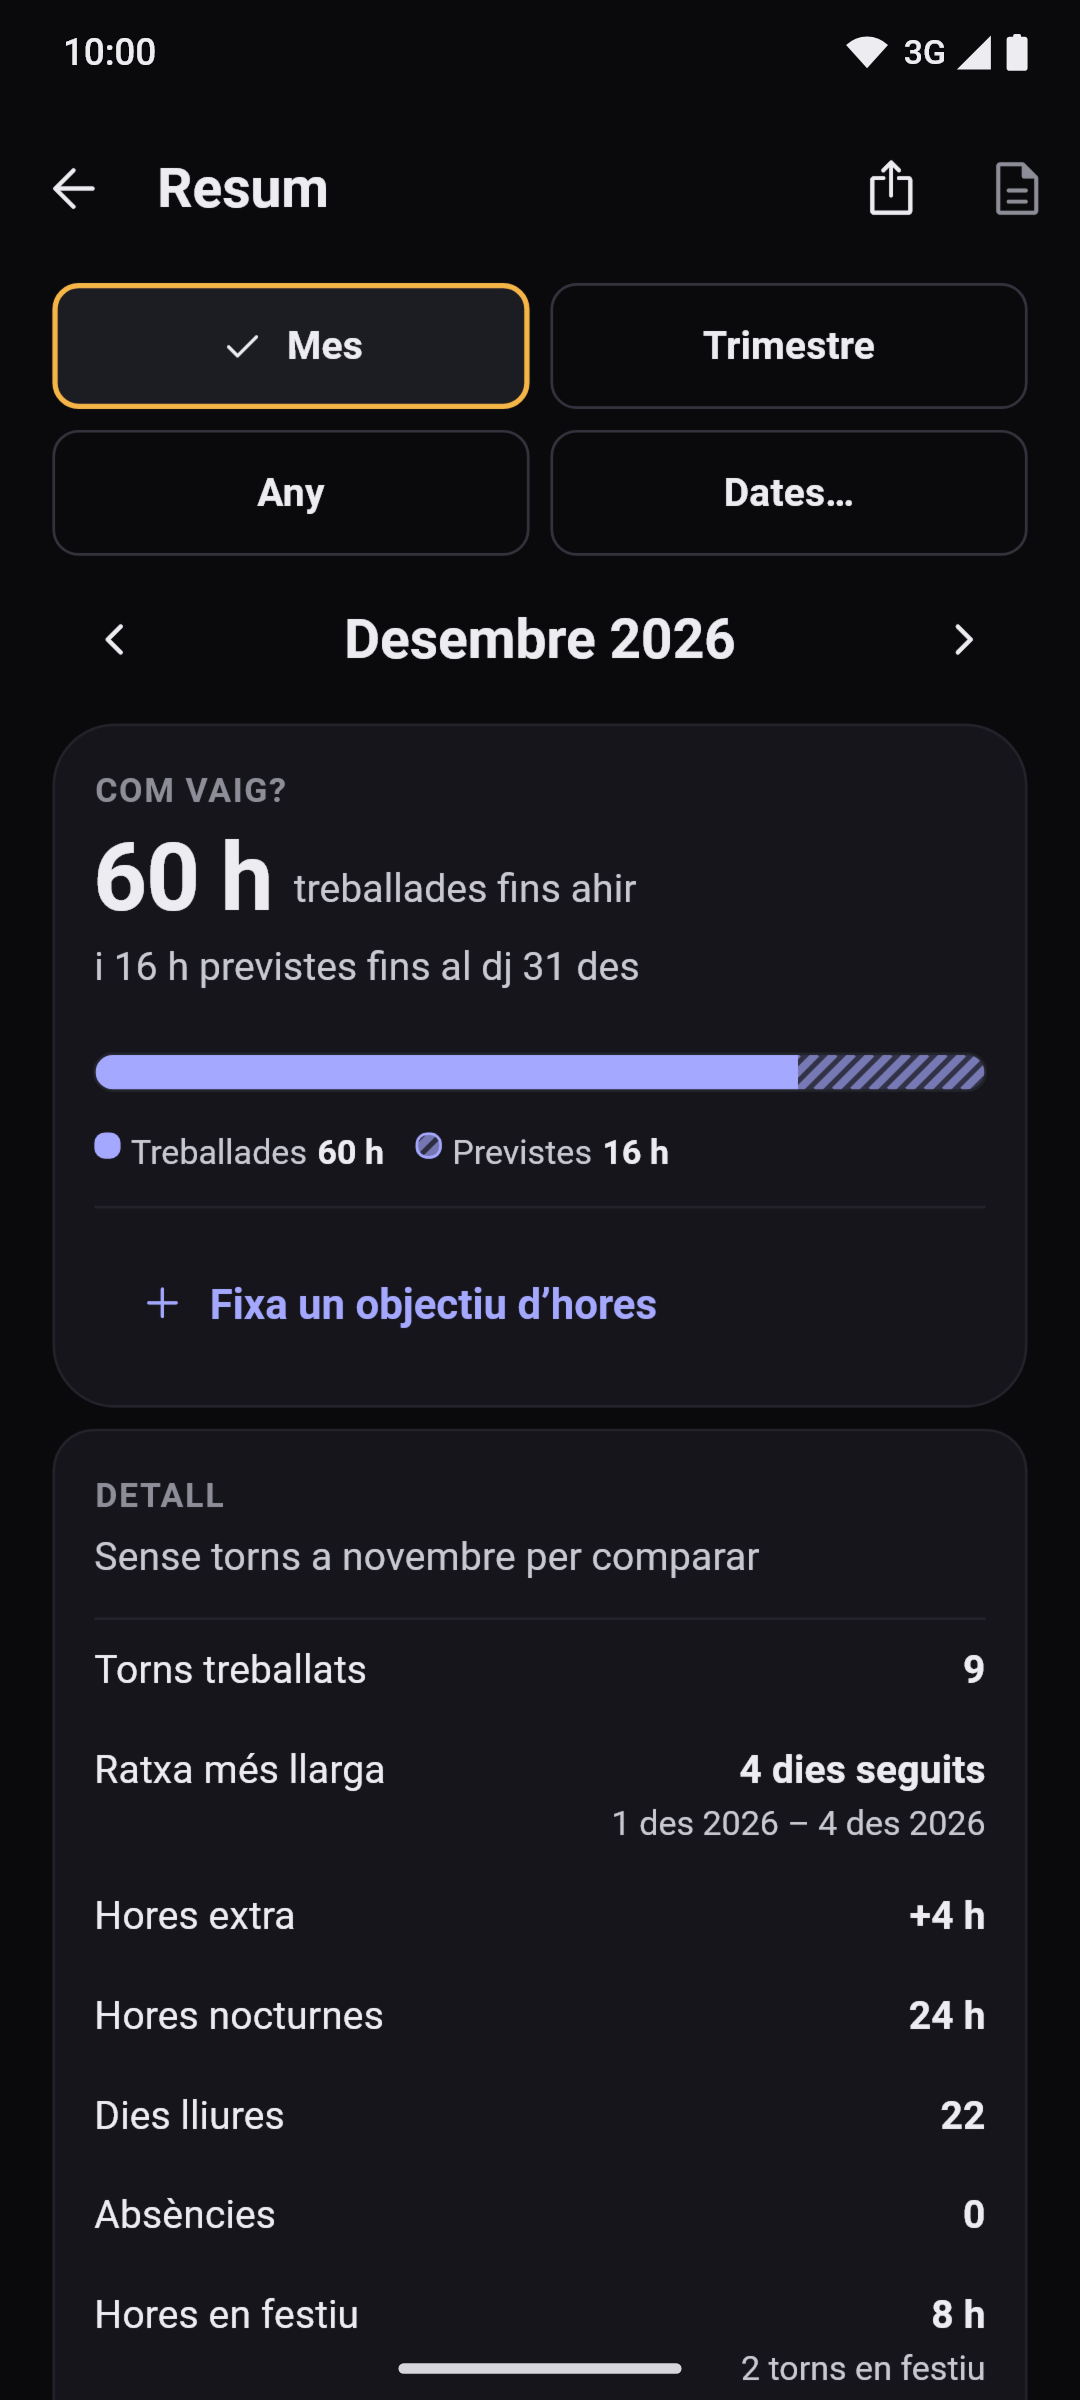 10:00
3G
Resum
Mes
Trimestre
Any
Dates…
Desembre 2026
COM VAIG?
60 h treballades fins ahir
i 16 h previstes fins al dj 31 des
Treballades 60 h Previstes 16 h
Fixa un objectiu d’hores
DETALL
Sense torns a novembre per comparar
Torns treballats 9
Ratxa més llarga 4 dies seguits
1 des 2026 – 4 des 2026
Hores extra +4 h
Hores nocturnes 24 h
Dies lliures 22
Absències 0
Hores en festiu 8 h
2 torns en festiu